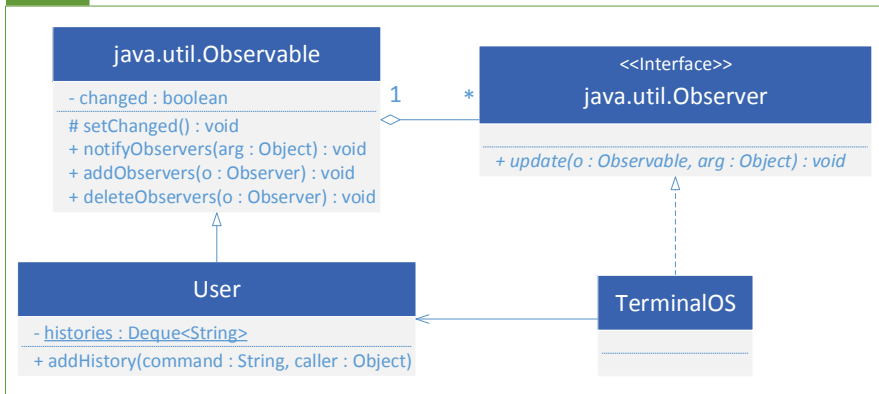 java.util.Observable
- changed : boolean
# setChanged() : void
+ notifyObservers(arg : Object) : void
+ addObservers(o : Observer) : void
+ deleteObservers(o : Observer) : void
1
*
<<Interface>>
java.util.Observer
+ update(o : Observable, arg : Object) : void
User
- histories : Deque<String>
+ addHistory(command : String, caller : Object)
TerminalOS